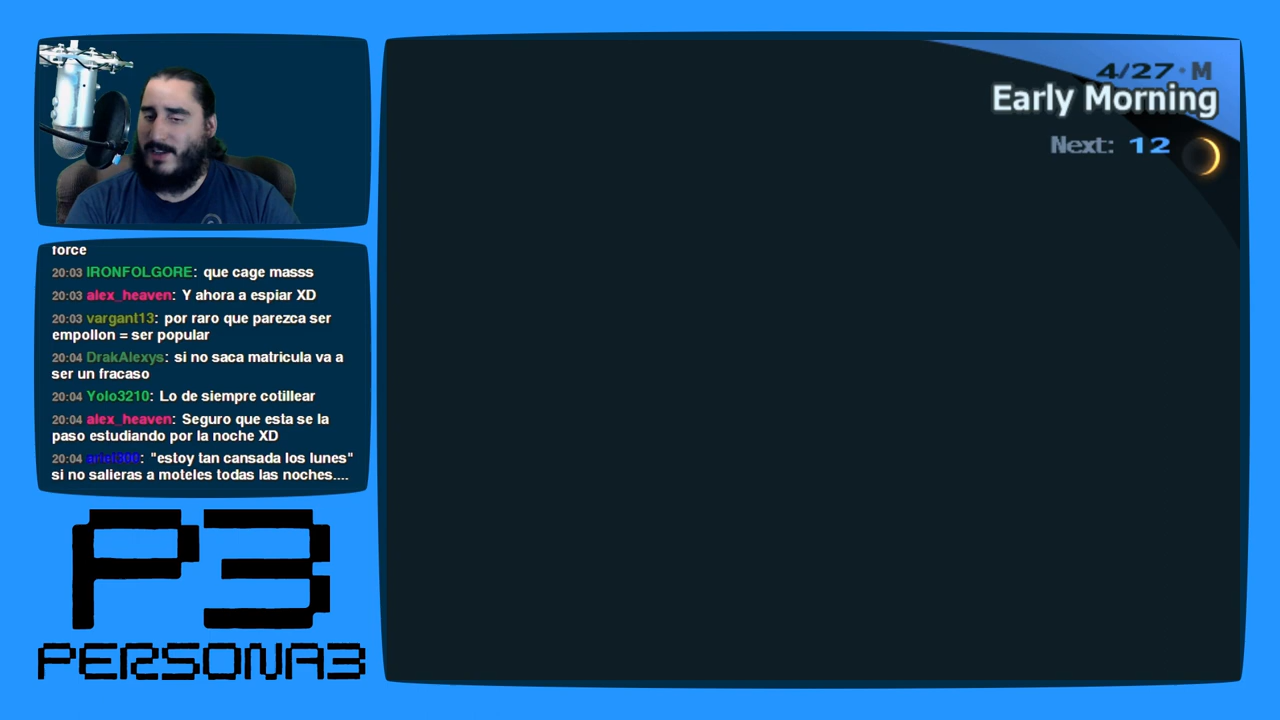 force
20:03 IRONFOLGORE: que cage masss
20:03 alex_heaven: Y ahora a espiar XD
20:03 vargant13: por raro que parezca ser
empollon = ser popular
20:04 DrakAlexys: si no saca matricula va a
ser un fracaso
20:04 Yolo3210: Lo de siempre cotillear
20:04 alex_heaven: Seguro que esta se la
paso estudiando por la noche XD
20:04 ariel300: "estoy tan cansada los lunes"
si no salieras a moteles todas las noches....
P3
PERSONA3
4/27·M
Early Morning
Next: 12